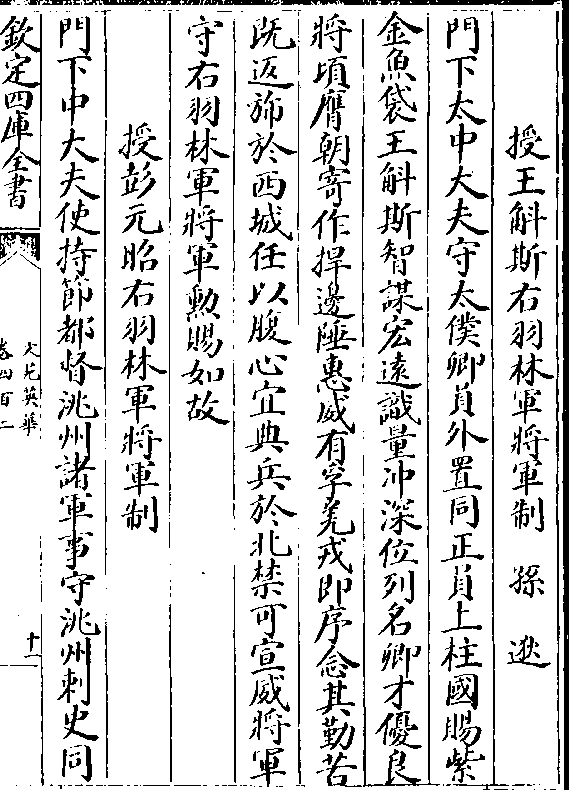 授王斛斯右羽林軍將軍制 孫逖
門下太中大夫守太僕卿員外置同正員上柱國賜紫
金魚袋王斛斯智謀宏遠識量沖深位列名卿才優良
將頃膺朝寄作捍邊陲惠威有孚羌戎即序念其勤苦
既返旆於西城任以腹心宜典兵於北禁可宣威將軍
守右羽林軍將軍勲賜如故
授彭元昭右羽林軍將軍制
門下中大夫使持節都督洮州諸軍事守洮州刺史同
欽定四庫全書
文苑英華
卷四百二
十一